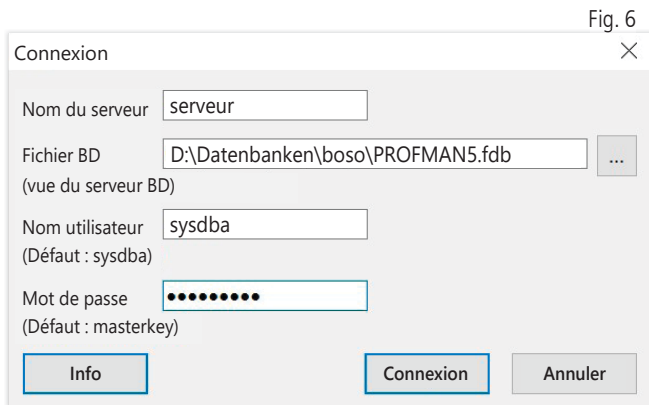 Fig. 6
Connexion
Nom du serveur serveur
Fichier BD D:\Datenbanken\boso\PROFMAN5.fdb ...
(vue du serveur BD)
Nom utilisateur sysdba
(Défaut : sysdba)
Mot de passe •••••••••
(Défaut : masterkey)
Info Connexion Annuler